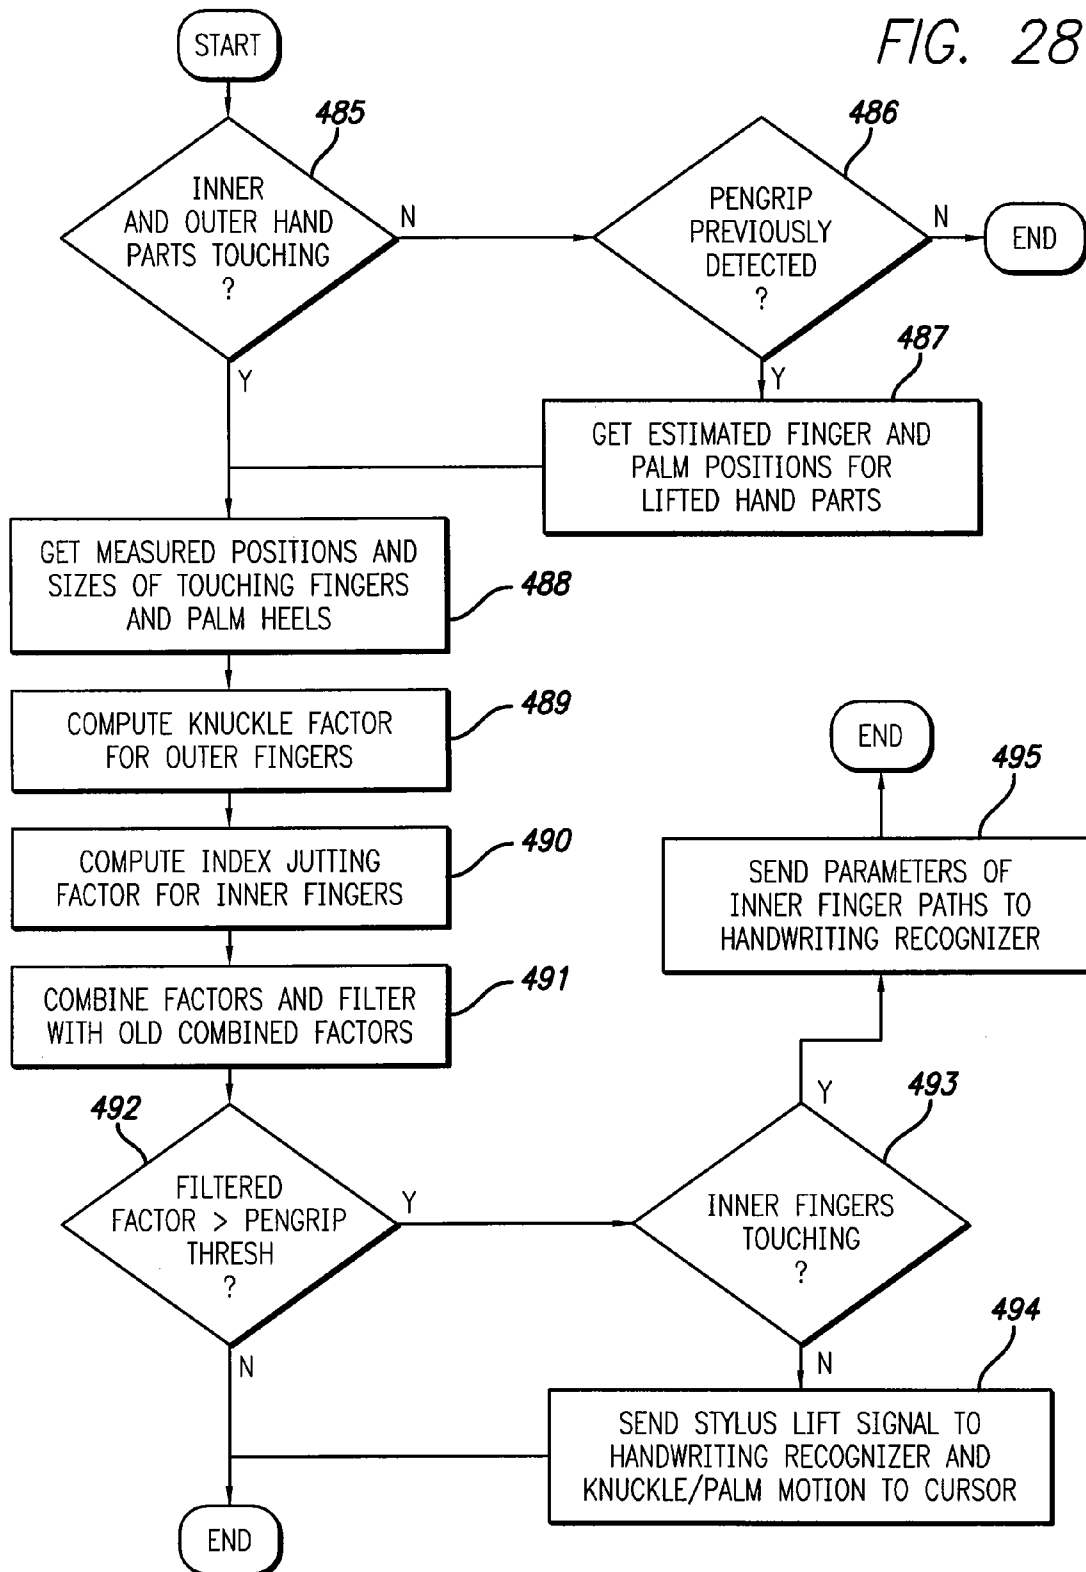 FIG. 28
START
485
INNER
AND OUTER HAND
PARTS TOUCHING
?
N
Y
486
PENGRIP
PREVIOUSLY
DETECTED
?
N
END
Y
487
GET ESTIMATED FINGER AND
PALM POSITIONS FOR
LIFTED HAND PARTS
GET MEASURED POSITIONS AND
SIZES OF TOUCHING FINGERS
AND PALM HEELS
488
COMPUTE KNUCKLE FACTOR
FOR OUTER FINGERS
489
COMPUTE INDEX JUTTING
FACTOR FOR INNER FINGERS
490
COMBINE FACTORS AND FILTER
WITH OLD COMBINED FACTORS
491
492
FILTERED
FACTOR > PENGRIP
THRESH
?
Y
N
END
495
SEND PARAMETERS OF
INNER FINGER PATHS TO
HANDWRITING RECOGNIZER
Y
493
INNER FINGERS
TOUCHING
?
N
494
SEND STYLUS LIFT SIGNAL TO
HANDWRITING RECOGNIZER AND
KNUCKLE/PALM MOTION TO CURSOR
END